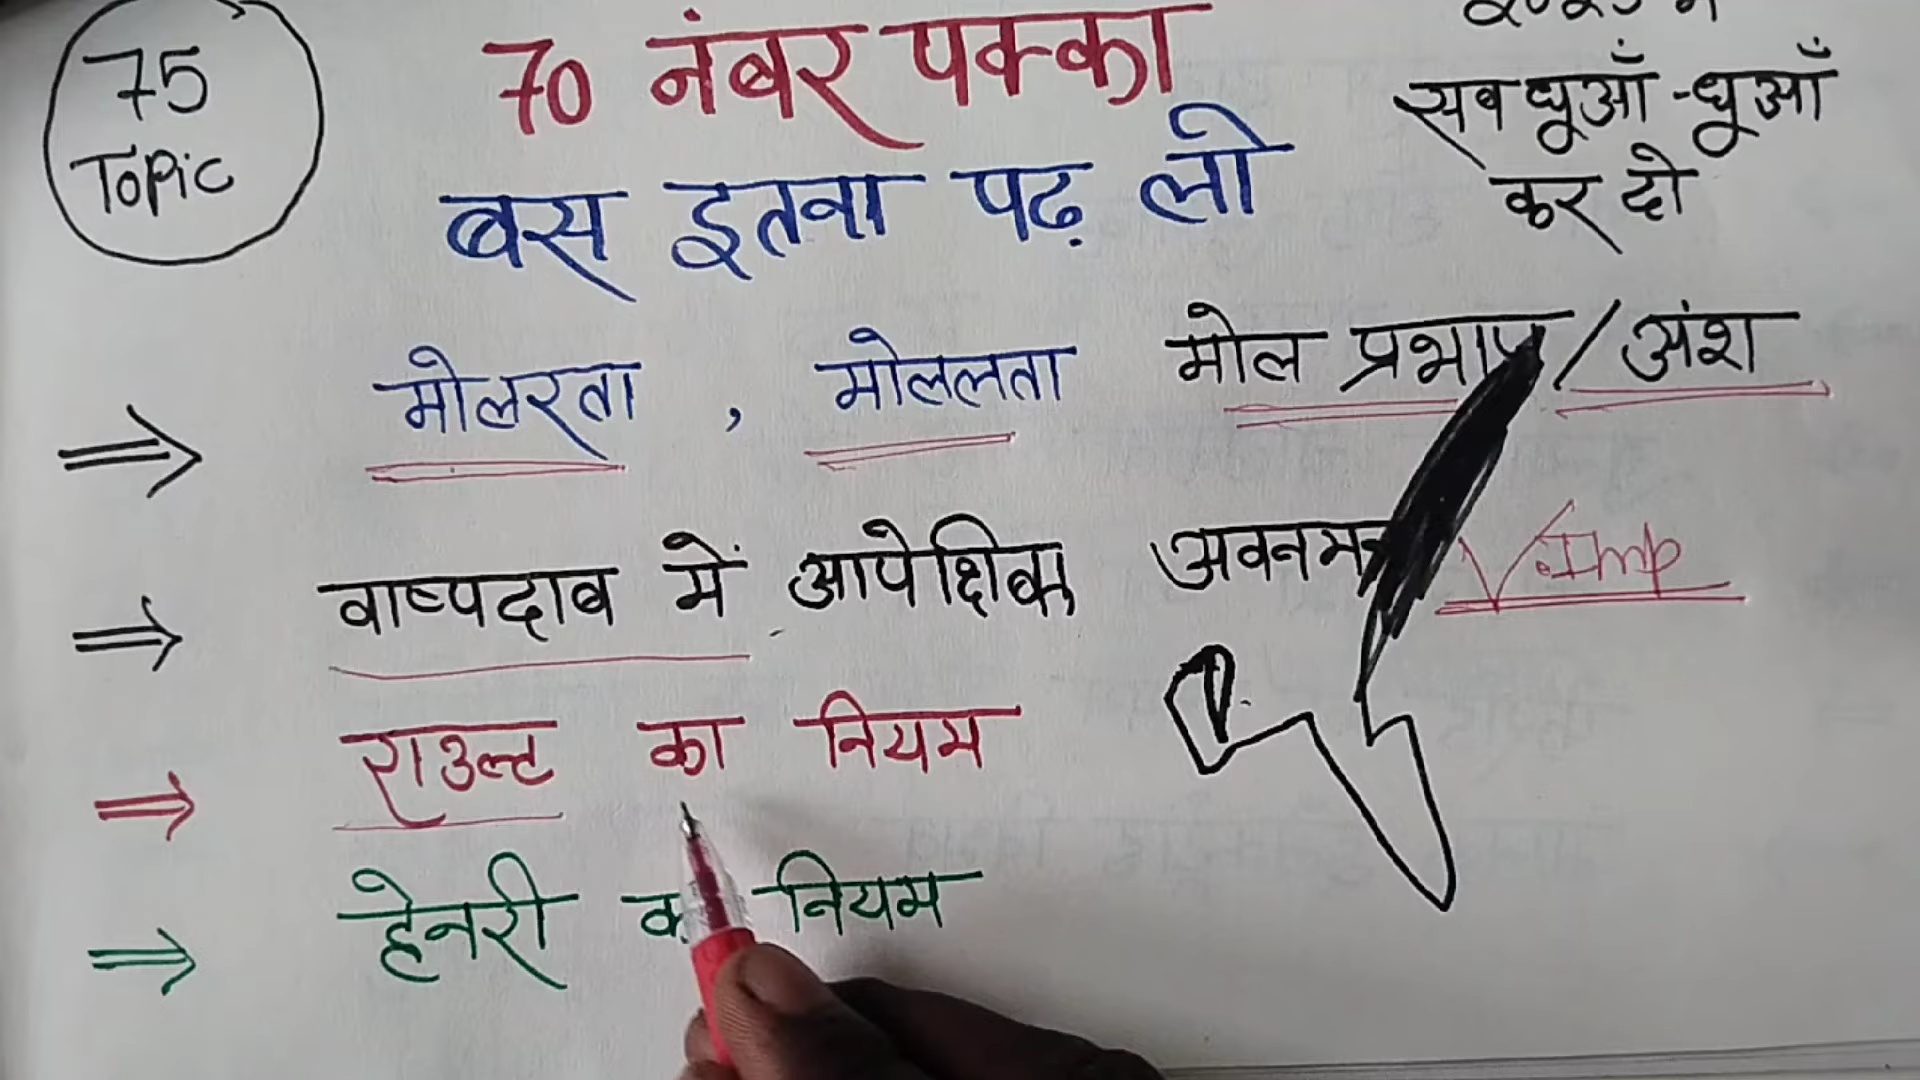 75
Topic
70 नंबर पक्का
बस इतना पढ़ लो
सब धूआँ - धूआँ
कर दो
⇒ मोलरता , मोललता मोल प्रभाज / अंश
⇒ वाष्पदाब में आपेक्षिक अवनमन V.Imp
⇒ राउल्ट का नियम
⇒ हेनरी का नियम